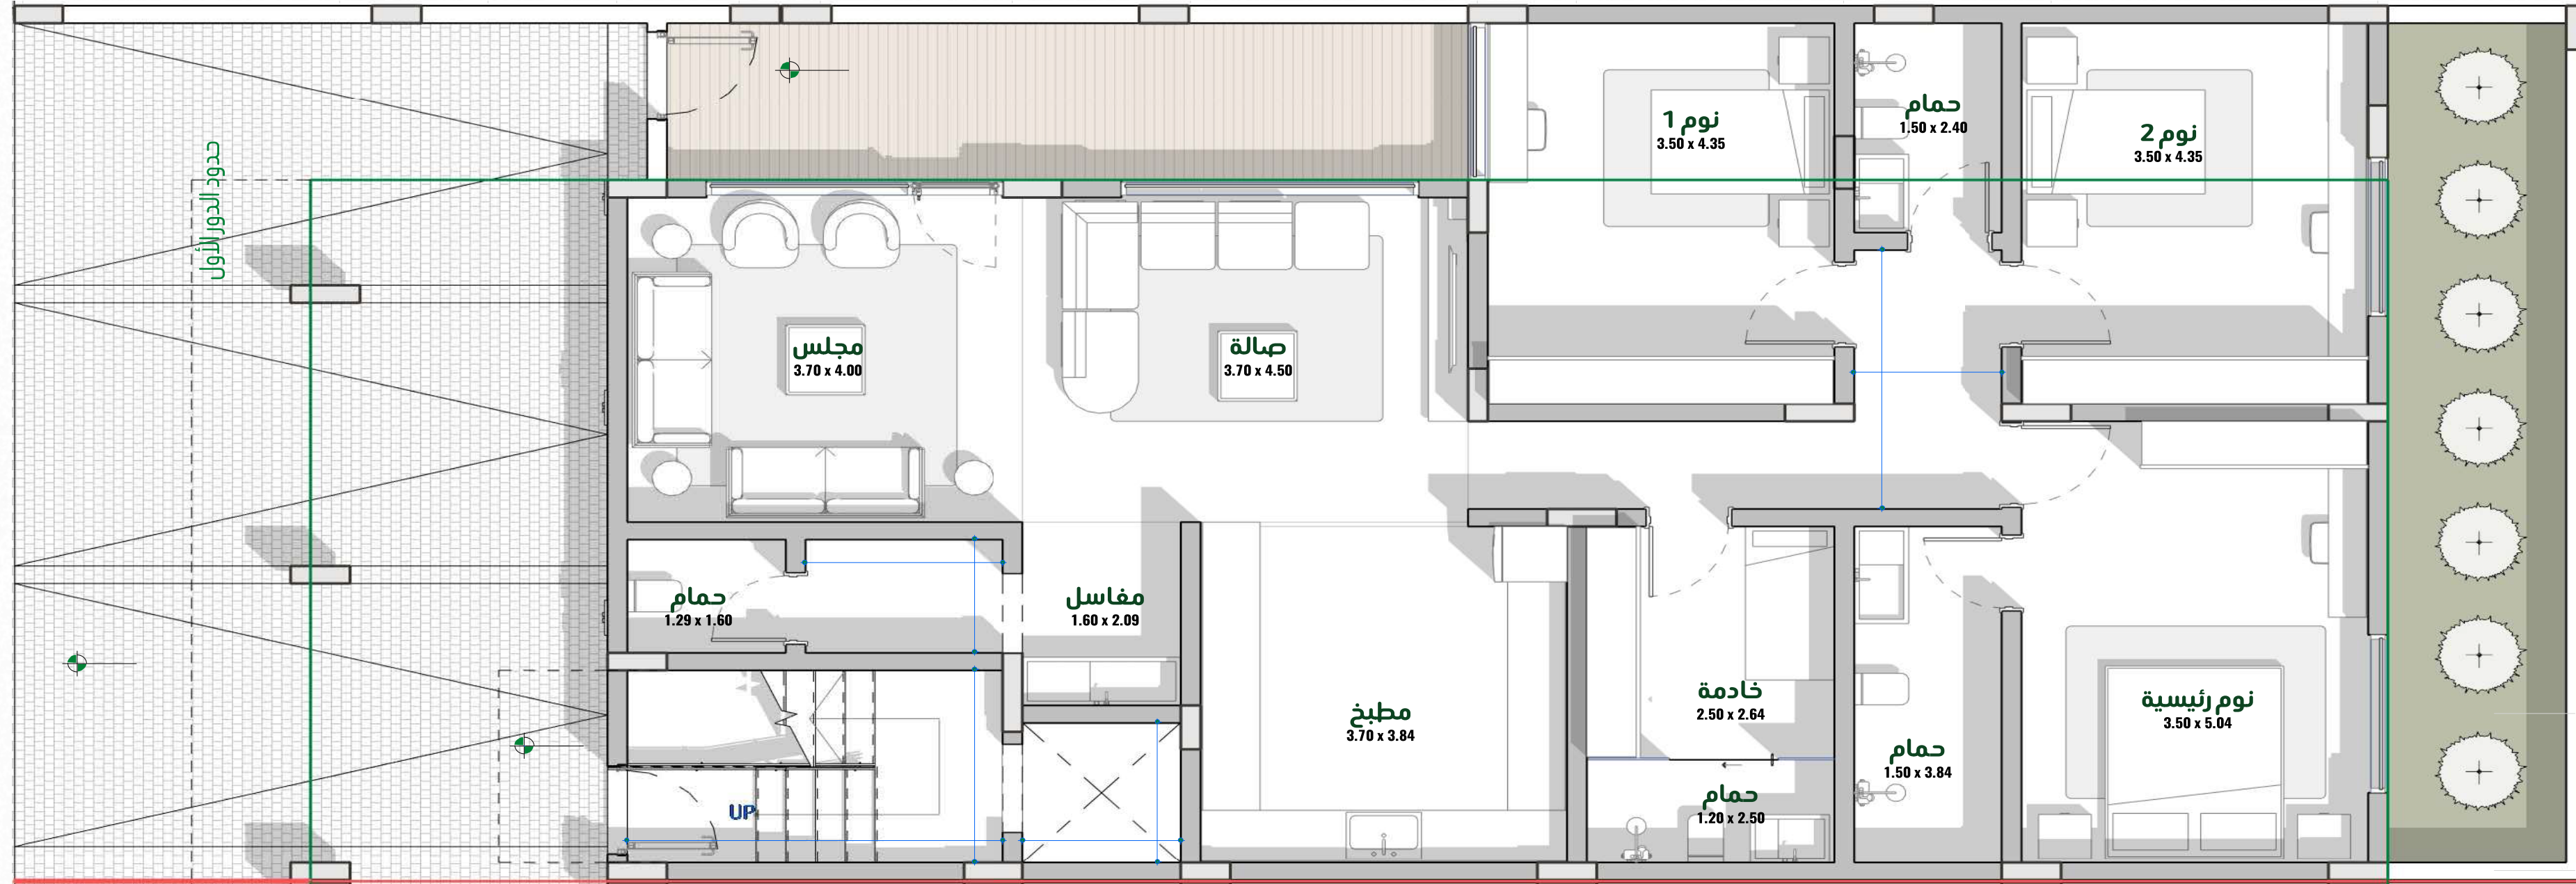 حدود الدور الأول
نوم 1
3.50 x 4.35
حمام
1.50 x 2.40
نوم 2
3.50 x 4.35
مجلس
3.70 x 4.00
صالة
3.70 x 4.50
حمام
1.29 x 1.60
مغاسل
1.60 x 2.09
مطبخ
3.70 x 3.84
خادمة
2.50 x 2.64
حمام
1.20 x 2.50
حمام
1.50 x 3.84
نوم رئيسية
3.50 x 5.04
UP